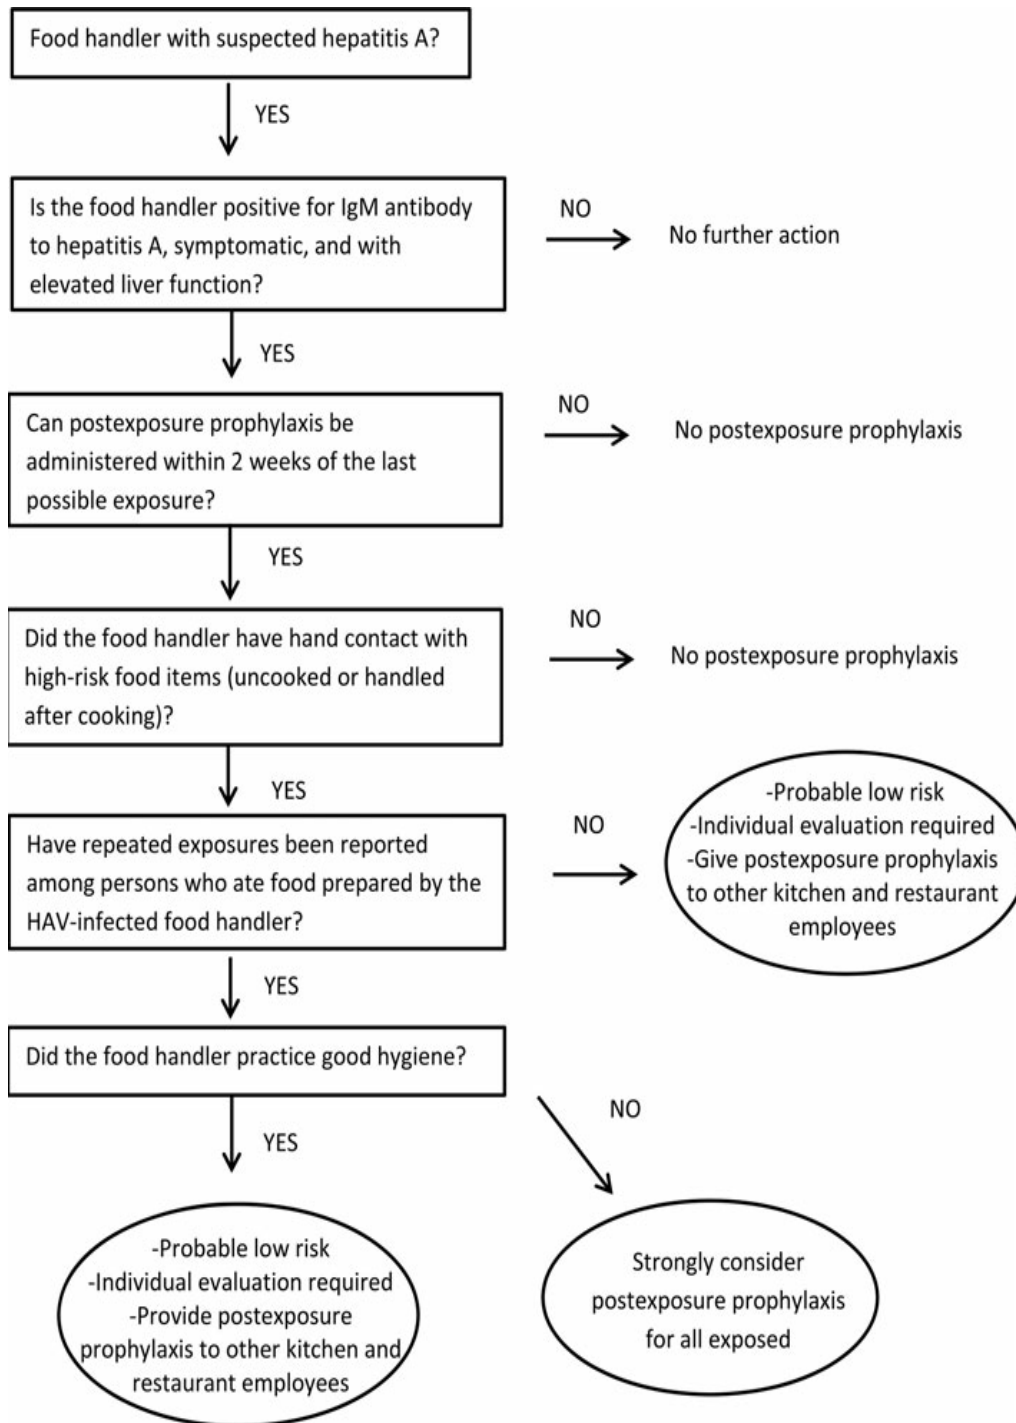 Food handler with suspected hepatitis A?
YES
Is the food handler positive for IgM antibody
to hepatitis A, symptomatic, and with
elevated liver function?
NO
No further action
YES
Can postexposure prophylaxis be
administered within 2 weeks of the last
possible exposure?
NO
No postexposure prophylaxis
YES
Did the food handler have hand contact with
high-risk food items (uncooked or handled
after cooking)?
NO
No postexposure prophylaxis
YES
Have repeated exposures been reported
among persons who ate food prepared by the
HAV-infected food handler?
NO
-Probable low risk
-Individual evaluation required
-Give postexposure prophylaxis
to other kitchen and restaurant
employees
YES
Did the food handler practice good hygiene?
NO
YES
-Probable low risk
-Individual evaluation required
-Provide postexposure
prophylaxis to other kitchen and
restaurant employees
Strongly consider
postexposure prophylaxis
for all exposed